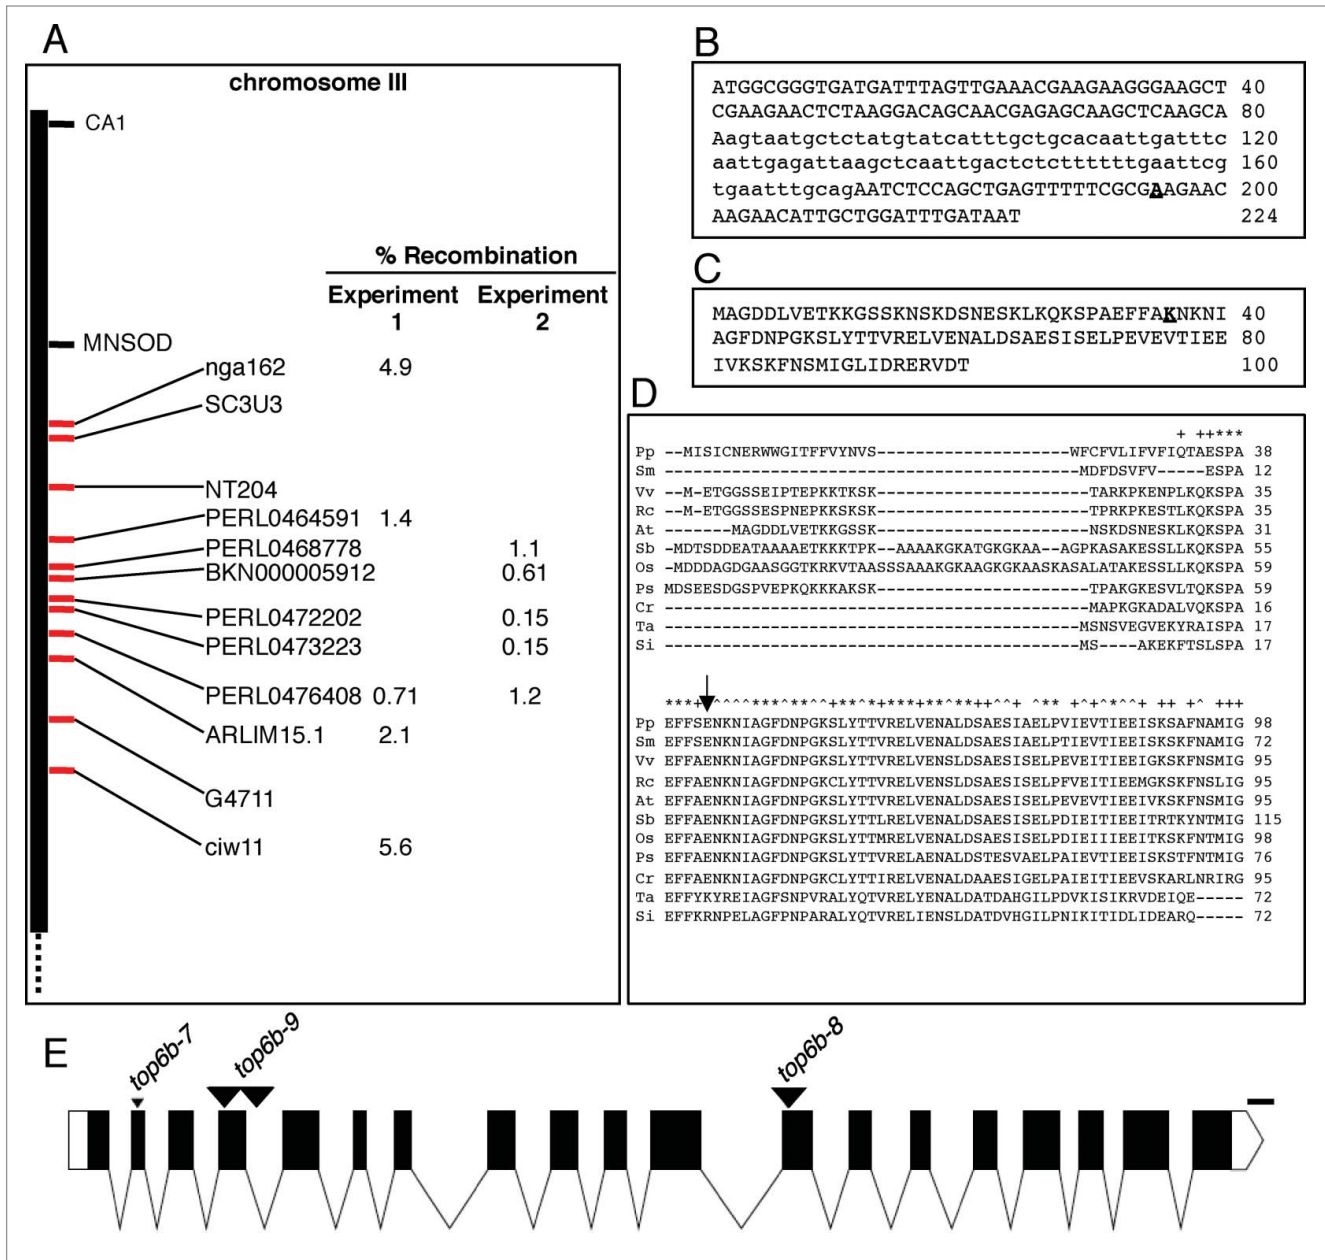 A
chromosome III
CA1
% Recombination
Experiment 1 Experiment 2
MNSOD
nga162 4.9
SC3U3
NT204
PERL0464591 1.4
PERL0468778 1.1
BKN000005912 0.61
PERL0472202 0.15
PERL0473223 0.15
PERL0476408 0.71 1.2
ARLIM15.1 2.1
G4711
ciw11 5.6
B
ATGGCGGGTGATGATTTAGTTGAAACGAAGAAGGGAAGCT 40
CGAAGAACTCTAAGGACAGCAACGAGAGCAAGCTCAAGCA 80
Aagtaatgctctatgtatcatttgctgcacaattgatttc 120
aattgagattaagctcaattgactctctttttttgaattcg 160
tgaatttgcagAATCTCCAGCTGAGTTTTTCGCGAAGAAC 200
AAGAACATTGCTGGATTTGATAAT 224
C
MAGDDLVETKKGSSKNSKDSNESKLKQKSPAEFFAKNKNI 40
AGFDNPGKSLYTTVRELVENALDSAESISELPEVEVTIEE 80
IVKSKFNSMIGLIDRERVDT 100
D
+ ++***
Pp --MISICNERWWGITFFVYNVS---------------------WFCFVLIFVFIQTAESPA 38
Sm --------------------------------------------MDFDSVFV-----ESPA 12
Vv --M-ETGGSSEIPTEPKKTKSK-----------------------TARKPKENPLKQKSPA 35
Rc --M-ETGGSSESPNEPKKSKSK-----------------------TPRKPKESTLKQKSPA 35
At -------MAGDDLVETKKGSSK-----------------------NSKDSNESKLKQKSPA 31
Sb --MDTSDDEATAAAAETKKKTPK--AAAAKGKATGKGKAA--AGPKASAKESSLLKQKSPA 55
Os --MDDDAGDGAASGGTKRKVTAASSSAAAKGKAAGKGKAASKASALATAKESSLLKQKSPA 59
Ps MDSEESDGSPVEPKQKKKAKSK-----------------------TPAKGKESVLTQKSPA 59
Cr ---------------------------------------------MAPKGKADALVQKSPA 16
Ta --------------------------------------------MSNSVEGVEKYRAISPA 17
Si --------------------------------------------MS----AKEKFTSLSPA 17
***+ ^^^^***^**^^+**^*+***+**^**^**++^^+ ^+** +^++^ ++ +^ +++
Pp EFFSENKNIAGFDNPGKSLYTTVRELVENALDSAESIAELPVIEVTIEEISKSAFNAMIG 98
Sm EFFSENKNIAGFDNPGKSLYTTVRELVENALDSAESIAELPTIEVTIEEISKSKFNAMIG 72
Vv EFFAENKNIAGFDNPGKSLYTTVRELVENSLDSAESISELPEVEVTIEEIGKSKFNSMIG 95
Rc EFFAENKNIAGFDNPGKCLYTTVRELVENALDSAESISELPFVEITIEEMGKSKFNSLIG 95
At EFFAENKNIAGFDNPGKSLYTTVRELVENALDSAESISELPEVEVTIEEIVKSKFNSMIG 95
Sb EFFAENKNIAGFDNPGKSLYTTLRELVENALDSAESISELPDIEITIEEITRTKYNTMIG 115
Os EFFAENKNIAGFDNPGKSLYTTMRELVENALDSAESISELPDIEIIIEEITKSKFNTMIG 98
Ps EFFAENKNIAGFDNPGKSLYTTVRELAENALDSTESVAELPAIEVTIEEISKSTFNTMIG 76
Cr EFFAENKNIAGFDNPGKCLYTTIRELVENALDAAESIGELPAIEITIEEVSKARLNRIRG 95
Ta EFFYKYREIAGFSNPVRALYQTVRELVENALDATDAHGILPDVKISIKRVDEIQE----- 72
Si EFFKRNPELAGFPNPARALYQTVRELIENSLDATDVHGILPNIKITIDLIDEARQ----- 72
E
top6b-7
top6b-9
top6b-8